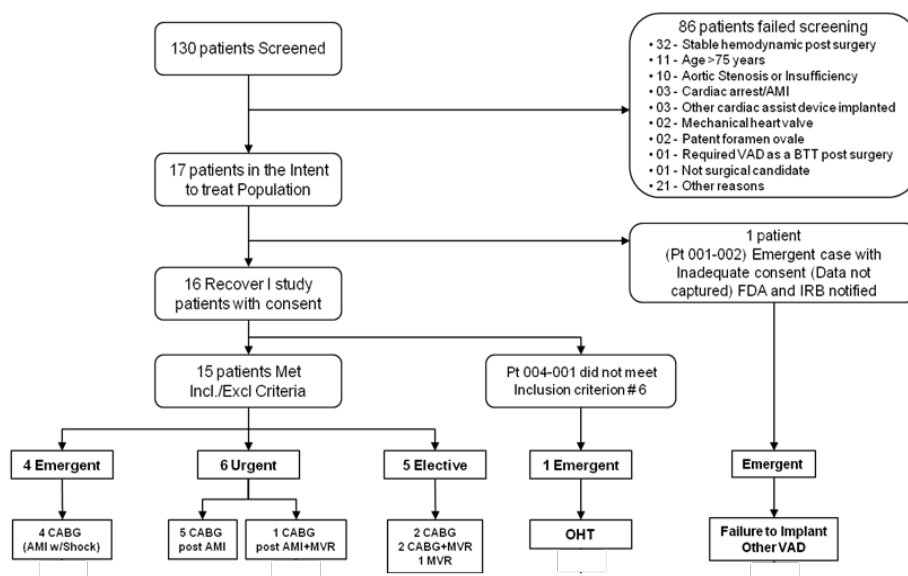 130 patients Screened
86 patients failed screening
• 32 - Stable hemodynamic post surgery
• 11 - Age >75 years
• 10 - Aortic Stenosis or Insufficiency
• 03 - Cardiac arrest/AMI
• 03 - Other cardiac assist device implanted
• 02 - Mechanical heart valve
• 02 - Patent foramen ovale
• 01 - Required VAD as a BTT post surgery
• 01 - Not surgical candidate
• 21 - Other reasons
17 patients in the Intent
to treat Population
1 patient
(Pt 001-002) Emergent case with
Inadequate consent (Data not
captured) FDA and IRB notified
16 Recover I study
patients with consent
15 patients Met
Incl./Excl Criteria
Pt 004-001 did not meet
Inclusion criterion # 6
4 Emergent
6 Urgent
5 Elective
1 Emergent
Emergent
4 CABG
(AMI w/Shock)
5 CABG
post AMI
1 CABG
post AMI+MVR
2 CABG
2 CABG+MVR
1 MVR
OHT
Failure to Implant
Other VAD